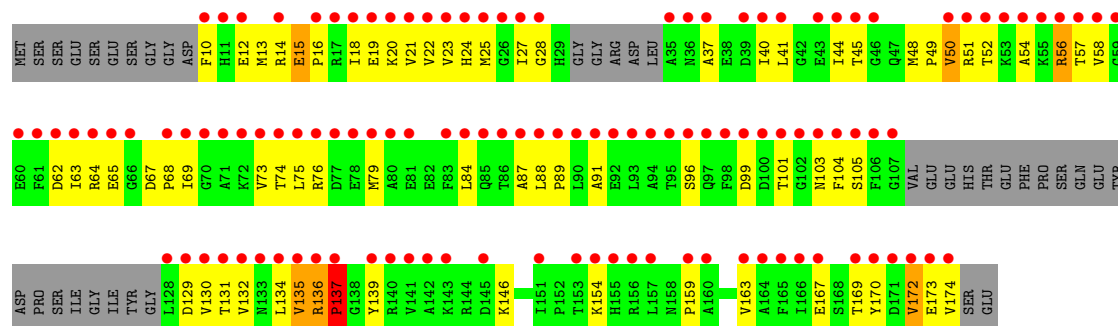 MET SER SER GLU SER GLU SER GLY GLY ASP F10 H11 E12 M13 R14 E15 P16 R17 I18 E19 K20 V21 V22 V23 H24 M25 G26 I27 G28 H29 GLY GLY ARG ASP LEU A35 N36 A37 E38 D39 I40 L41 G42 E43 I44 T45 G46 Q47 M48 P49 V50 R51 T52 K53 A54 K55 R56 T57 V58 G59
E60 F61 D62 I63 R64 E65 G66 D67 P68 I69 G70 A71 K72 V73 T74 L75 R76 D77 E78 M79 A80 E81 E82 F83 L84 Q85 T86 A87 L88 P89 L90 A91 E92 L93 A94 T95 S96 Q97 F98 D99 D100 T101 G102 N103 F104 S105 F106 G107 VAL GLU GLU HIS THR GLU PHE PRO SER GLN GLU TYR
ASP PRO SER ILE GLY ILE TYR GLY L128 D129 V130 T131 V132 N133 L134 V135 R136 P137 G138 Y139 R140 V141 A142 K143 R144 D145 K146 I151 P152 T153 K154 H155 R156 L157 N158 P159 A160 V163 A164 F165 I166 E167 S168 T169 Y170 D171 V172 E173 V174 SER GLU